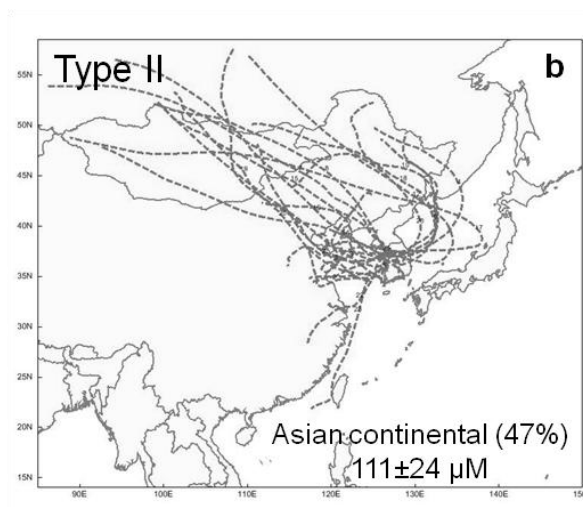 Type II
b
55N
50N
45N
40N
35N
30N
25N
20N
15N
Asian continental (47%)
111±24 µM
90E
100E
110E
120E
130E
140E
150